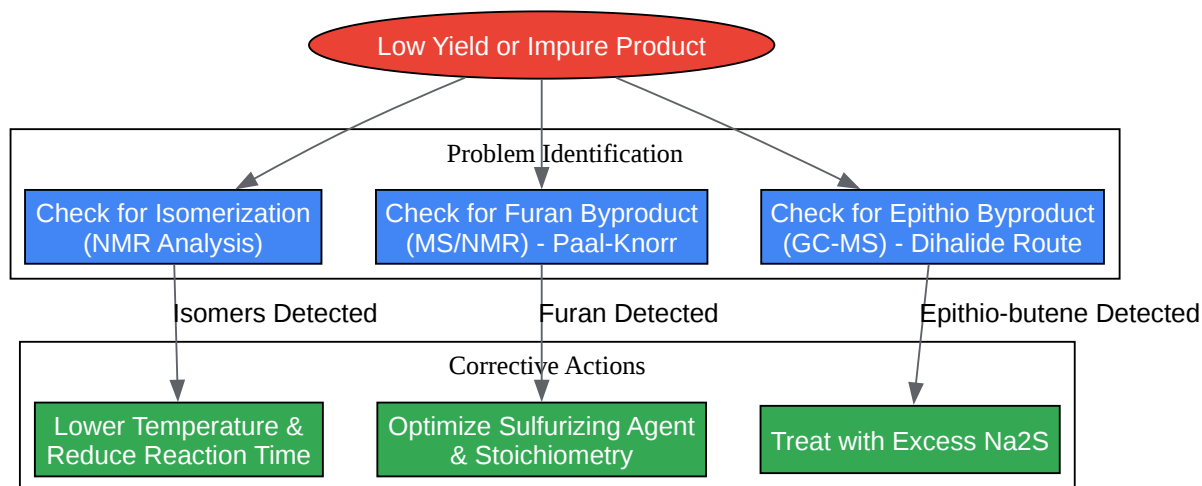 Low Yield or Impure Product
Problem Identification
Check for Isomerization
(NMR Analysis)
Check for Furan Byproduct
(MS/NMR) - Paal-Knorr
Check for Epithio Byproduct
(GC-MS) - Dihalide Route
Isomers Detected
Furan Detected
Epithio-butene Detected
Corrective Actions
Lower Temperature &
Reduce Reaction Time
Optimize Sulfurizing Agent
& Stoichiometry
Treat with Excess Na2S